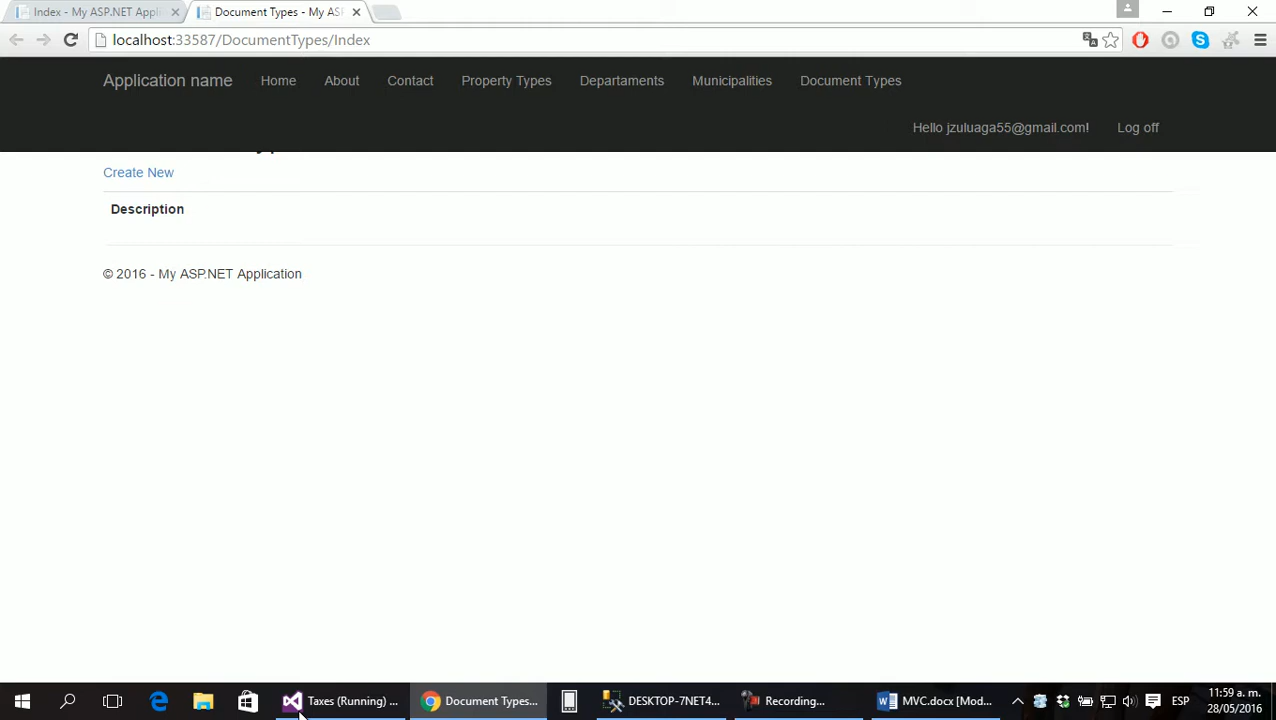 Index - My ASP.NET Appli
Document Types - My AS
localhost:33587/DocumentTypes/Index
Application name
Home
About
Contact
Property Types
Departaments
Municipalities
Document Types
Hello jzuluaga55@gmail.com!
Log off
Create New
Description
© 2016 - My ASP.NET Application
Taxes (Running) ...
Document Types...
DESKTOP-7NET4...
Recording...
MVC.docx [Mod...
ESP
11:59 a. m.
28/05/2016